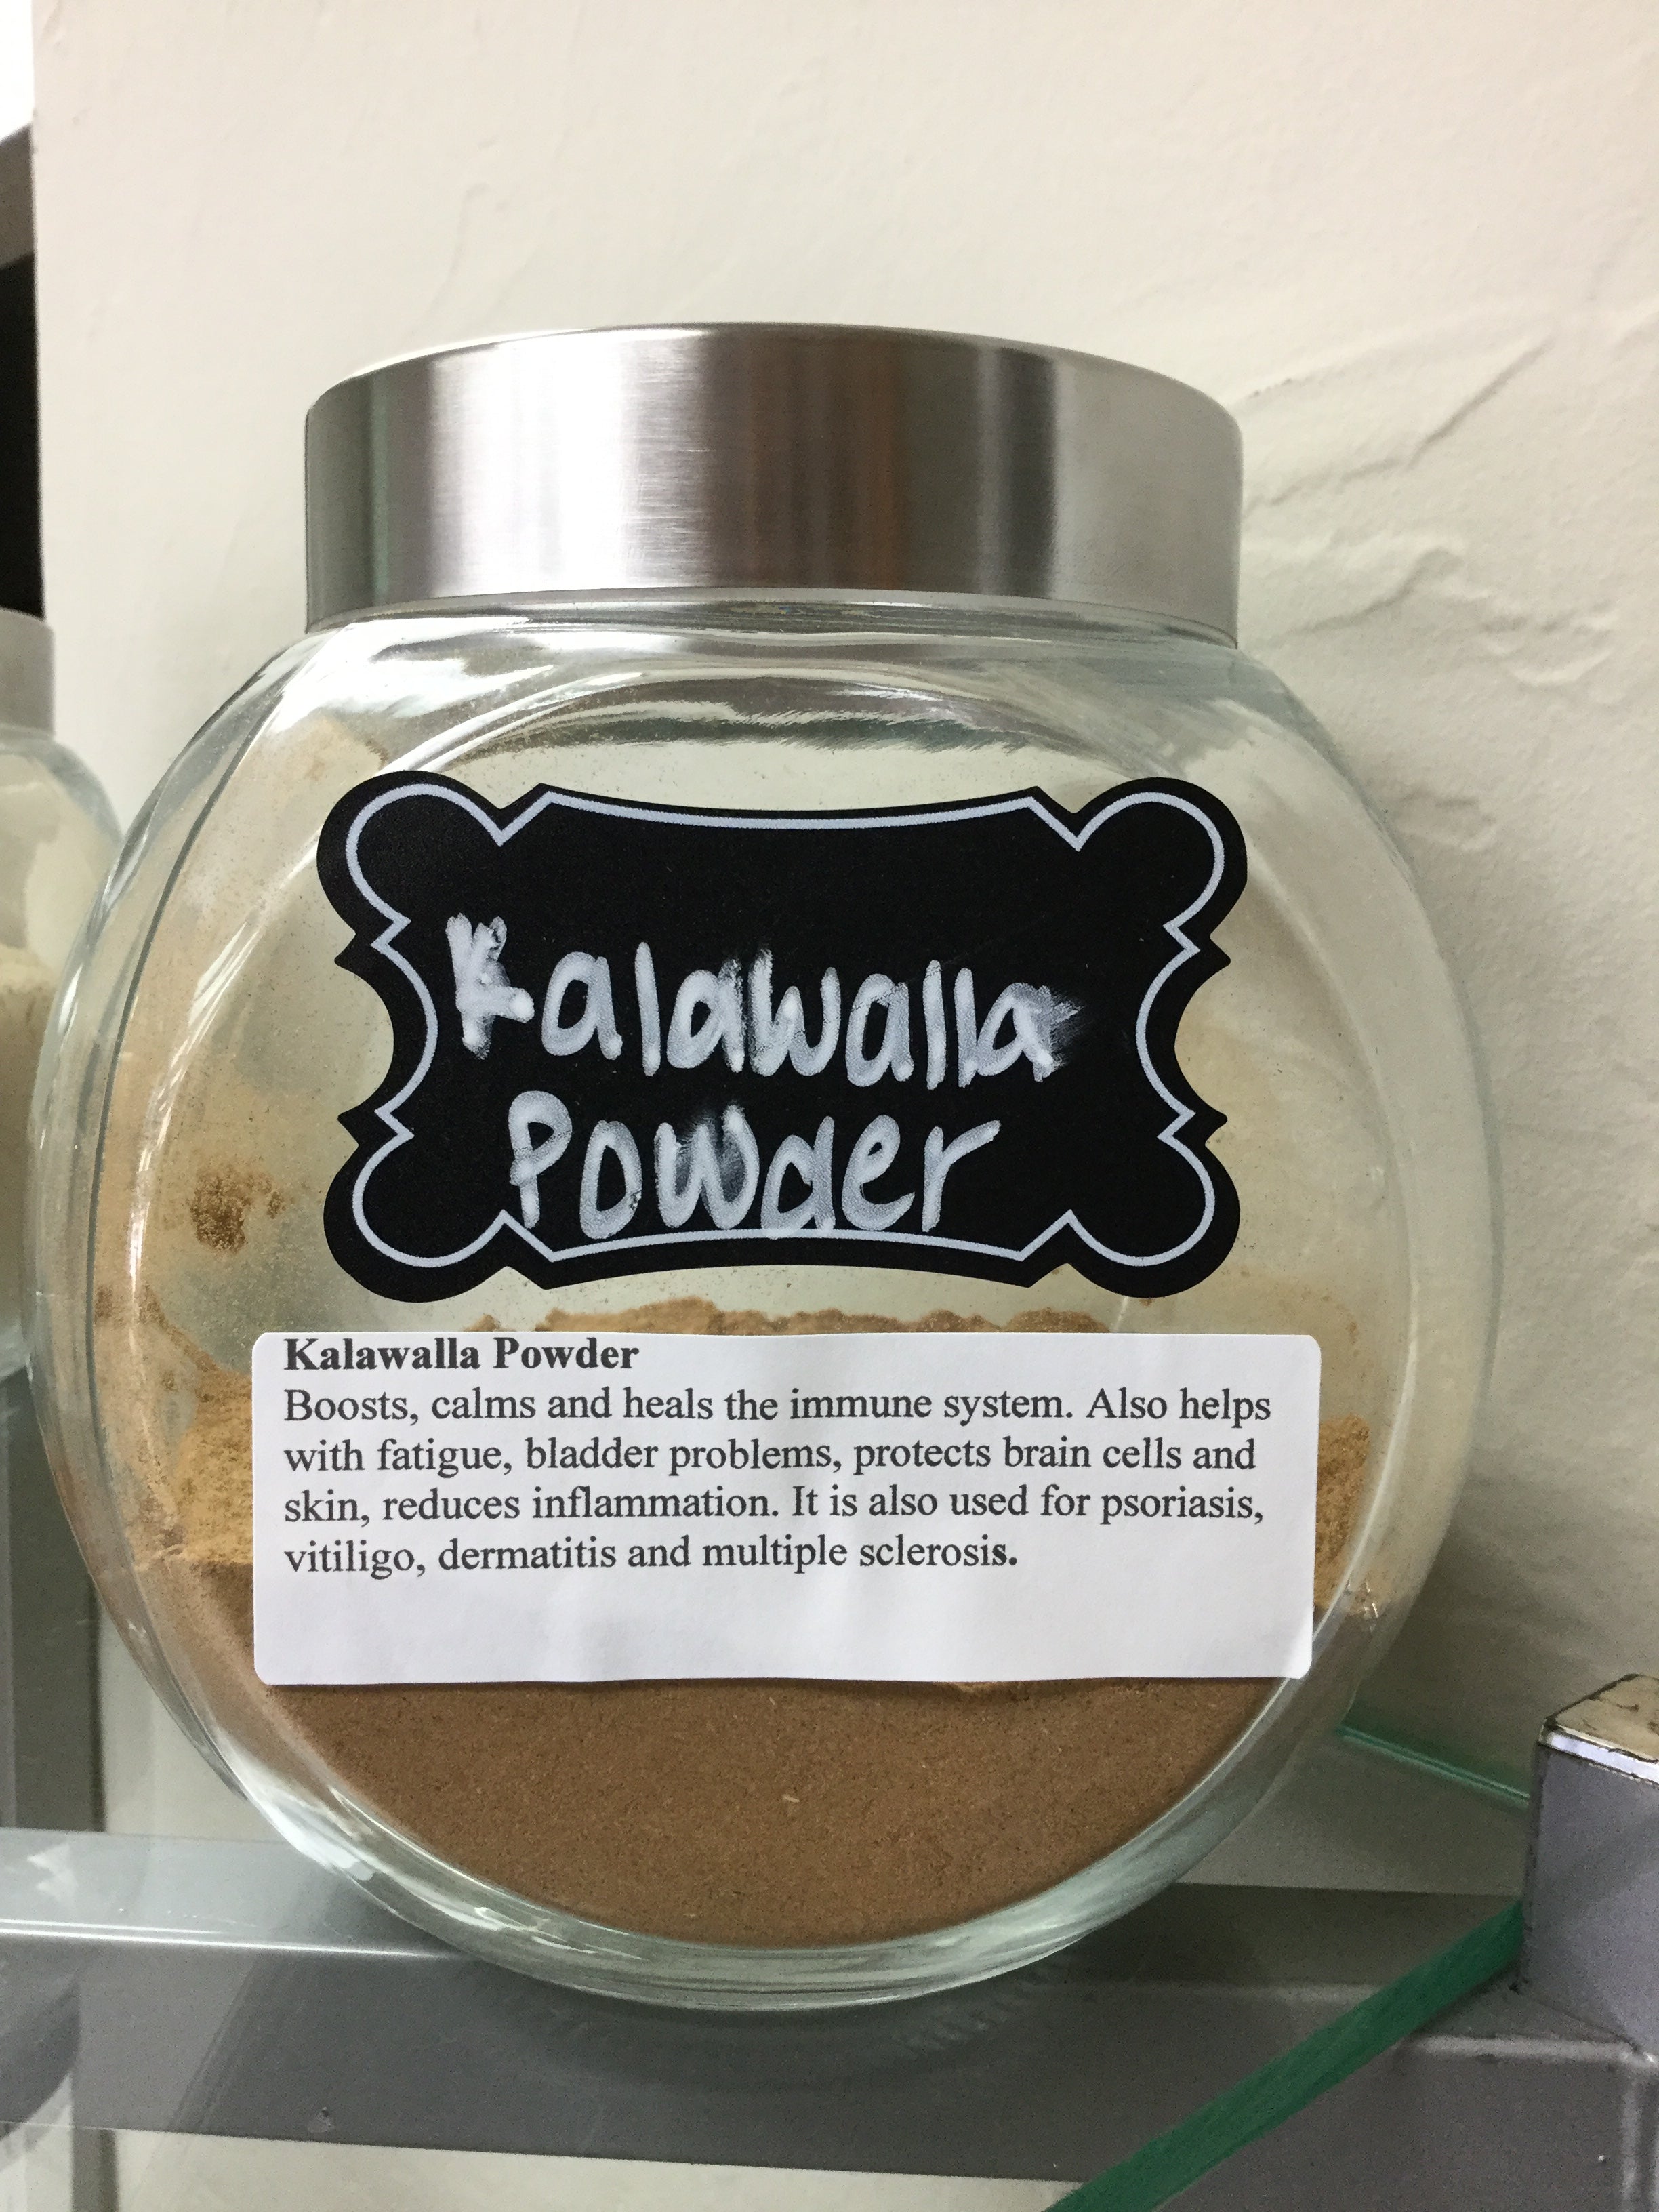 Kalawalla
Powder
Kalawalla Powder
Boosts, calms and heals the immune system. Also helps
with fatigue, bladder problems, protects brain cells and
skin, reduces inflammation. It is also used for psoriasis,
vitiligo, dermatitis and multiple sclerosis.